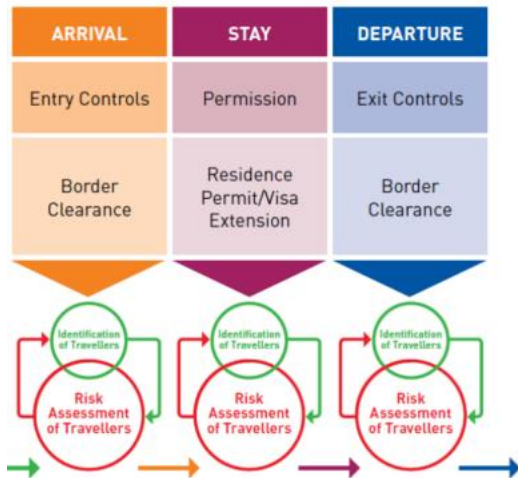 ARRIVAL
STAY
DEPARTURE
Entry Controls
Permission
Exit Controls
Border
Clearance
Residence
Permit/Visa
Extension
Border
Clearance
Identification
of Travellers
Risk
Assessment
of Travellers
Identification
of Travellers
Risk
Assessment
of Travellers
Identification
of Travellers
Risk
Assessment
of Travellers